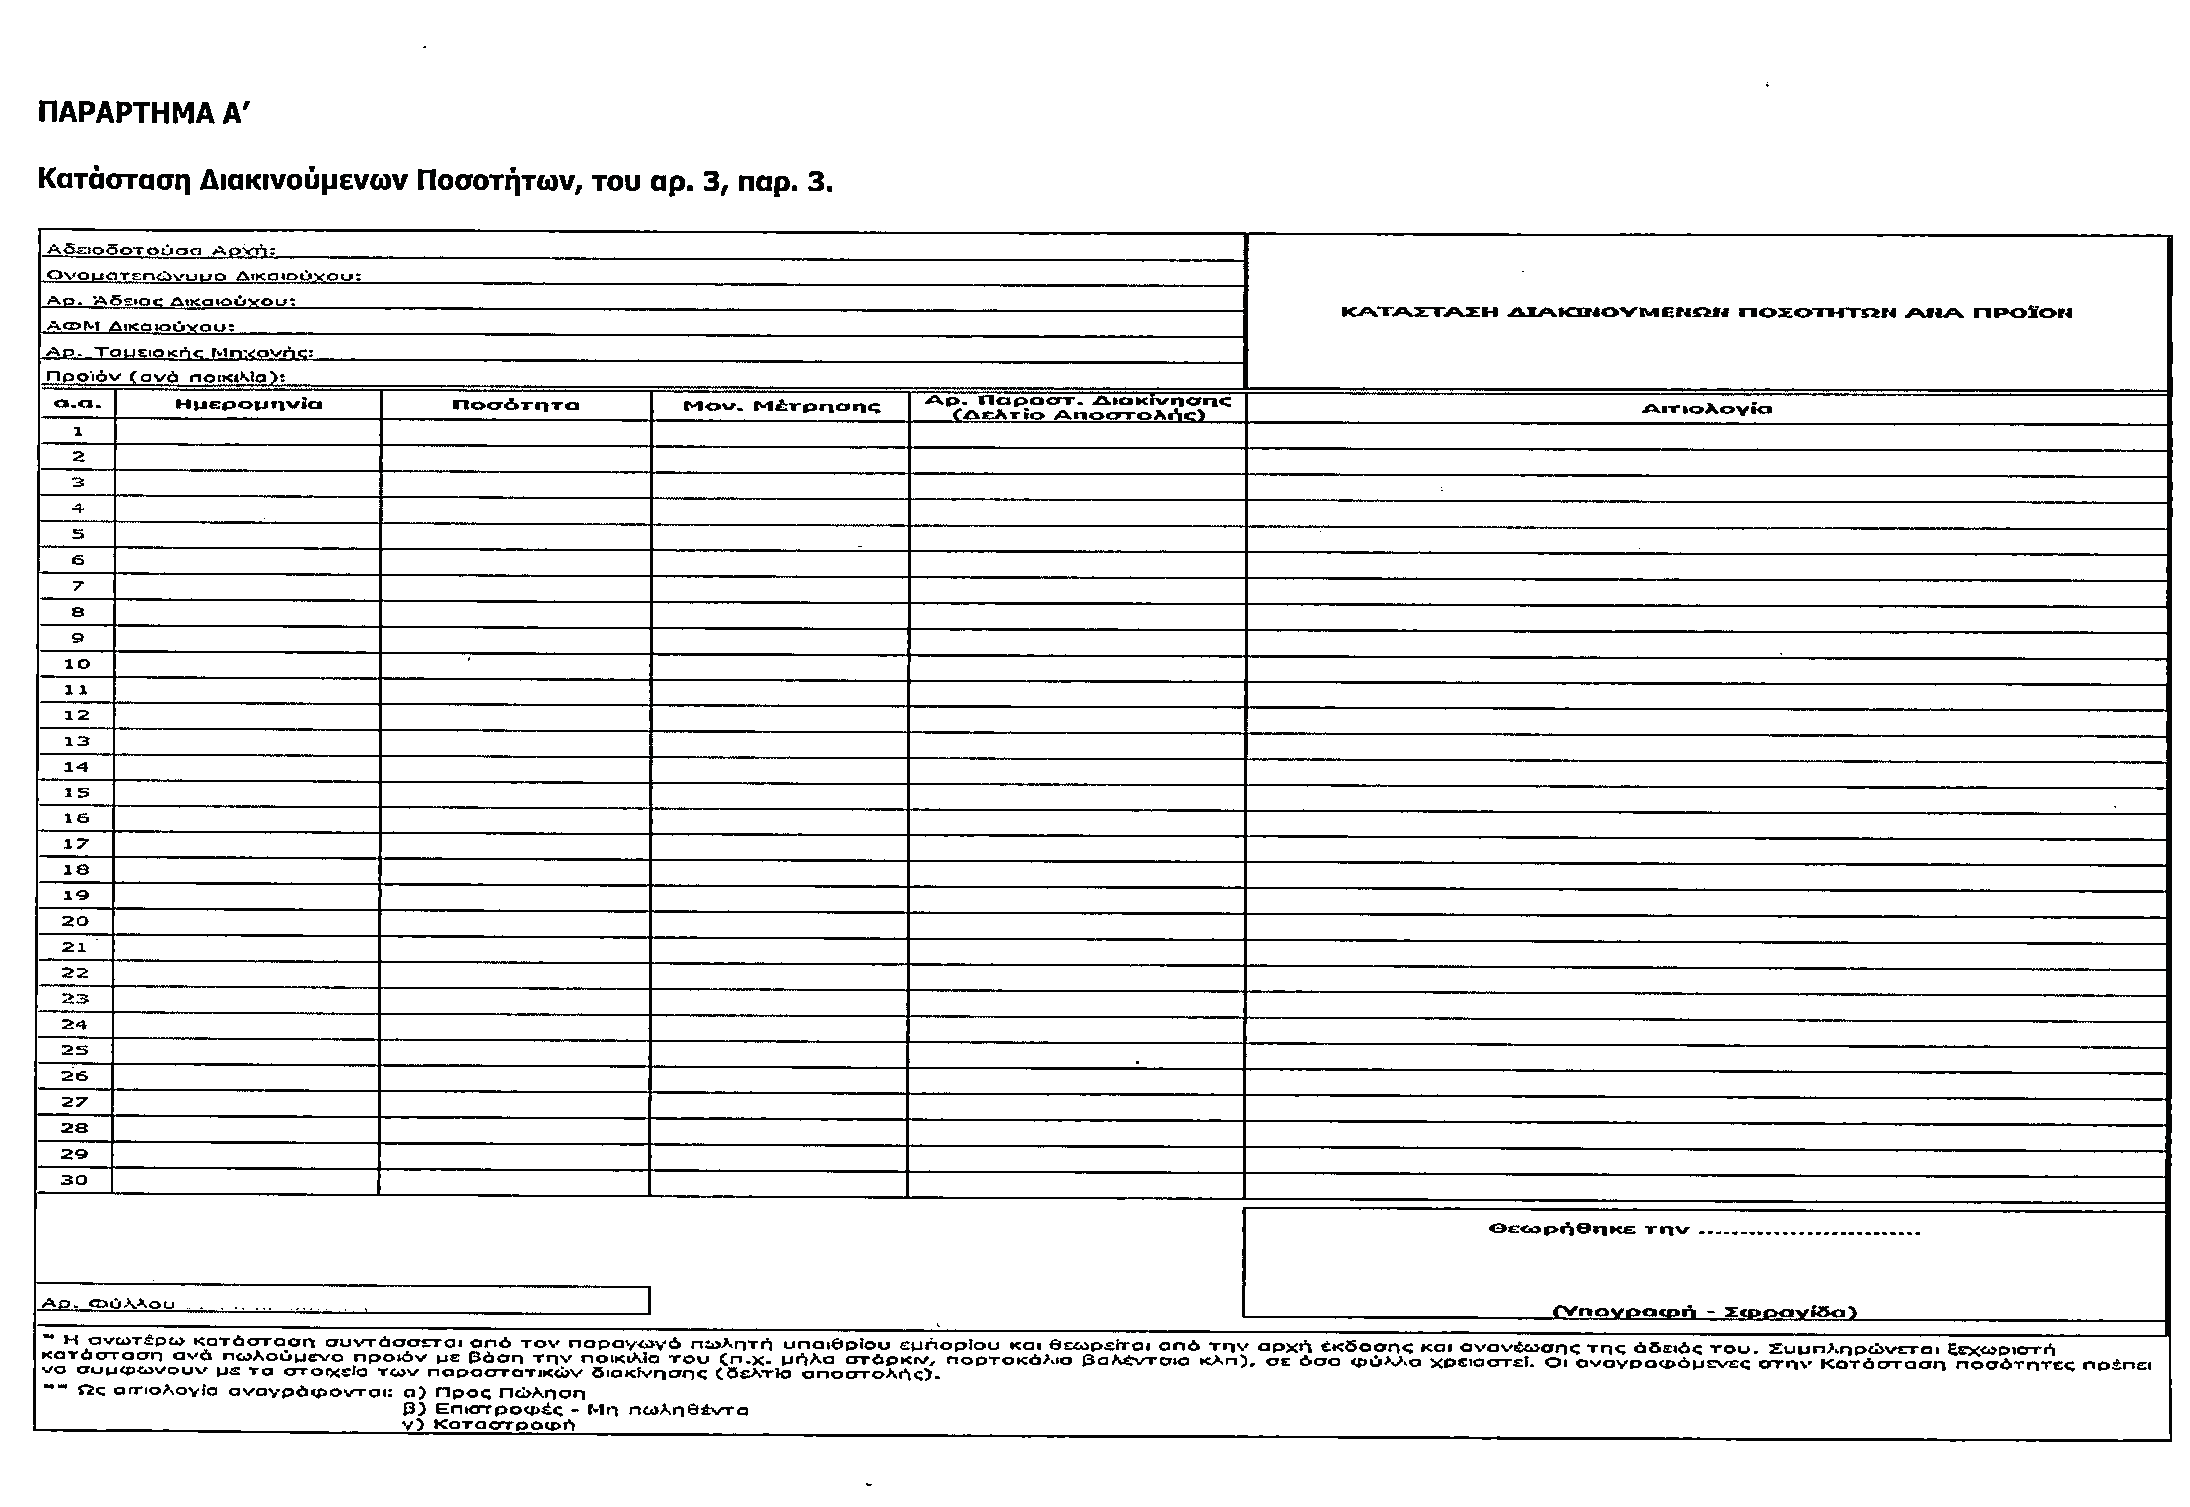 ΠΑΡΑΡΤΗΜΑ Α’
Κατάσταση Διακινούμενων Ποσοτήτων, του αρ. 3, παρ. 3.
Αδειοδοτούσα Αρχή:
Ονοματεπώνυμο Δικαιούχου:
Αρ. Άδειας Δικαιούχου:
ΑΦΜ Δικαιούχου:
Αρ. Ταμειακής Μηχανής:
Προϊόν (ανά ποικιλία):
ΚΑΤΑΣΤΑΣΗ ΔΙΑΚΙΝΟΥΜΕΝΩΝ ΠΟΣΟΤΗΤΩΝ ΑΝΑ ΠΡΟΪΟΝ
α.α. Ημερομηνία Ποσότητα Μον. Μέτρησης Αρ. Παραστ. Διακίνησης (Δελτίο Αποστολής) Αιτιολογία
1
2
3
4
5
6
7
8
9
10
11
12
13
14
15
16
17
18
19
20
21
22
23
24
25
26
27
28
29
30
Θεωρήθηκε την ..............................
(Υπογραφή - Σφραγίδα)
Αρ. Φύλλου ..............................
* Η ανωτέρω κατάσταση συντάσσεται από τον παραγωγό πωλητή υπαιθρίου εμπορίου και θεωρείται από την αρχή έκδοσης και ανανέωσης της άδειάς του. Συμπληρώνεται ξεχωριστή
κατάσταση ανά πωλούμενο προιόν με βάση την ποικιλία του (π.χ. μήλα στάρκιν, πορτοκάλια βαλέντσια κλπ), σε όσα φύλλα χρειαστεί. Οι αναγραφόμενες στην Κατάσταση ποσότητες πρέπει
να συμφωνουν με τα στοιχεία των παραστατικών διακίνησης (δελτία αποστολής).
** Ως αιτιολογία αναγράφονται: α) Προς Πώληση
β) Επιστροφές - Μη πωληθέντα
γ) Καταστροφή